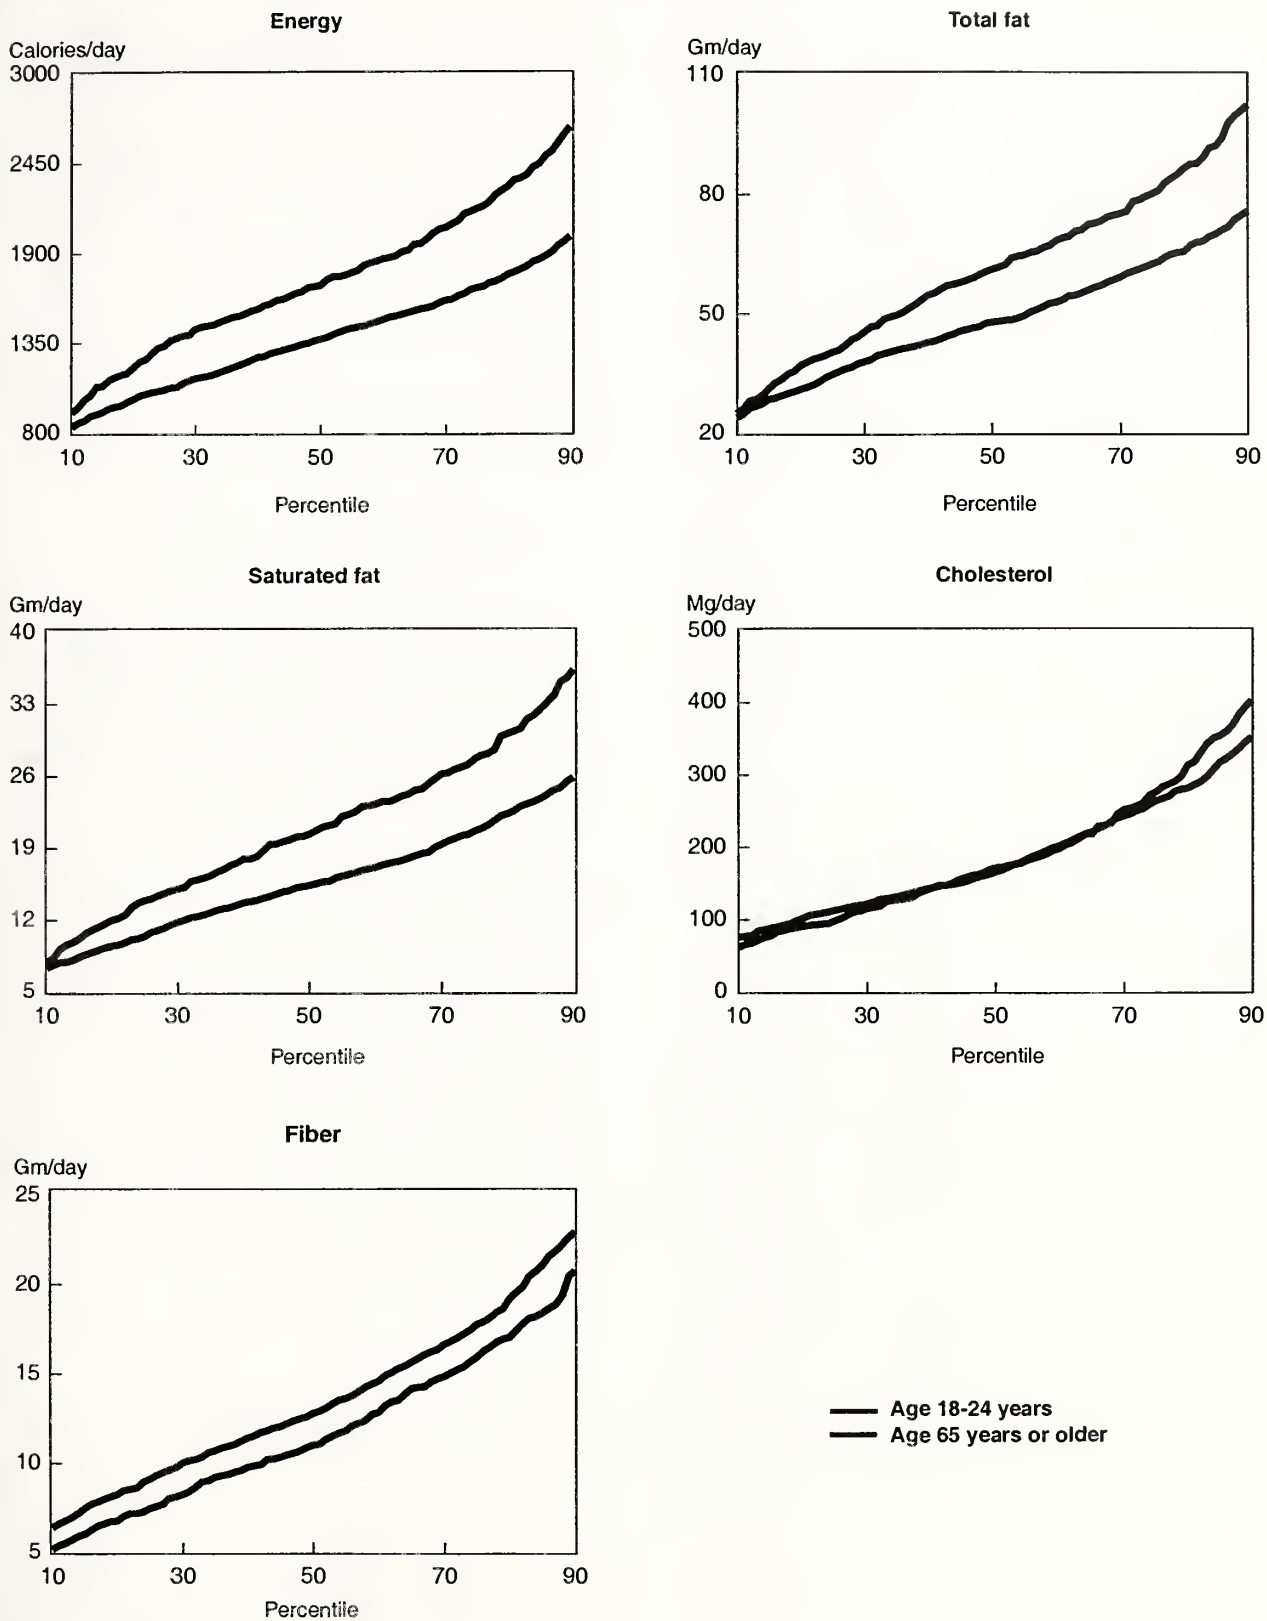 Energy
Calories/day
3000
2450
1900
1350
800
10 30 50 70 90
Percentile
Total fat
Gm/day
110
80
50
20
10 30 50 70 90
Percentile
Saturated fat
Gm/day
40
33
26
19
12
5
10 30 50 70 90
Percentile
Cholesterol
Mg/day
500
400
300
200
100
0
10 30 50 70 90
Percentile
Fiber
Gm/day
25
20
15
10
5
10 30 50 70 90
Percentile
Age 18-24 years
Age 65 years or older